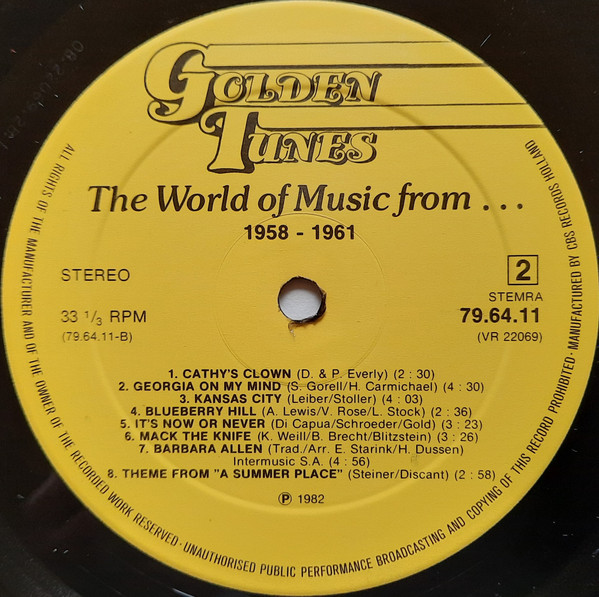 GOLDEN
TUNES
The World of Music from . . .
1958 - 1961
STEREO
2
STEMRA
33 1/3 RPM
79.64.11
(79.64.11-B)
(VR 22069)
1. CATHY'S CLOWN (D. & P. Everly) (2 : 30)
2. GEORGIA ON MY MIND (S. Gorell/H. Carmichael) (4 : 30)
3. KANSAS CITY (Leiber/Stoller) (4 : 03)
4. BLUEBERRY HILL (A. Lewis/V. Rose/L. Stock) (2 : 36)
5. IT'S NOW OR NEVER (Di Capua/Schroeder/Gold) (3 : 23)
6. MACK THE KNIFE (K. Weill/B. Brecht/Blitzstein) (3 : 26)
7. BARBARA ALLEN (Trad./Arr. E. Starink/H. Dussen)
Intermusic S.A. (4 : 56)
8. THEME FROM "A SUMMER PLACE" (Steiner/Discant) (2 : 58)
℗ 1982
ALL RIGHTS OF THE MANUFACTURER AND OF THE OWNER OF THE RECORDED WORK RESERVED · UNAUTHORISED PUBLIC PERFORMANCE BROADCASTING AND COPYING OF THIS RECORD PROHIBITED · MANUFACTURED BY CBS RECORDS HOLLAND